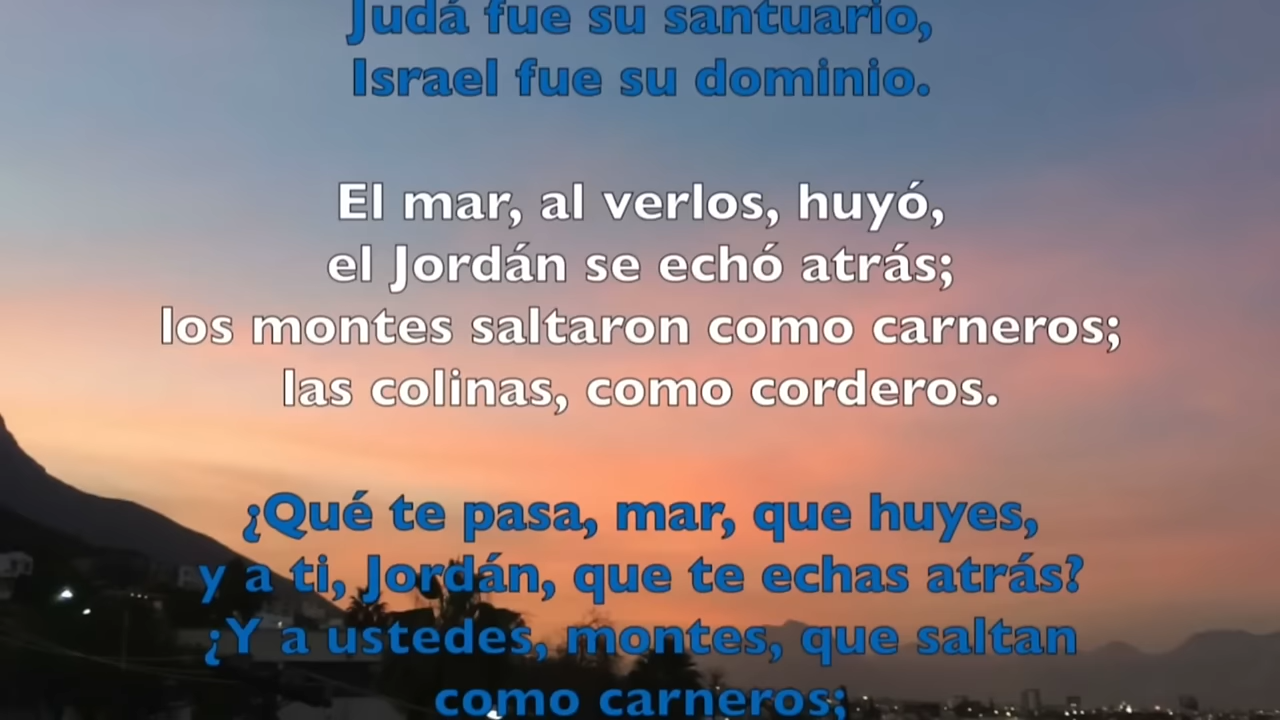 Judá fue su santuario,
Israel fue su dominio.
El mar, al verlos, huyó,
el Jordán se echó atrás;
los montes saltaron como carneros;
las colinas, como corderos.
¿Qué te pasa, mar, que huyes,
y a ti, Jordán, que te echas atrás?
¿Y a ustedes, montes, que saltan
como carneros;